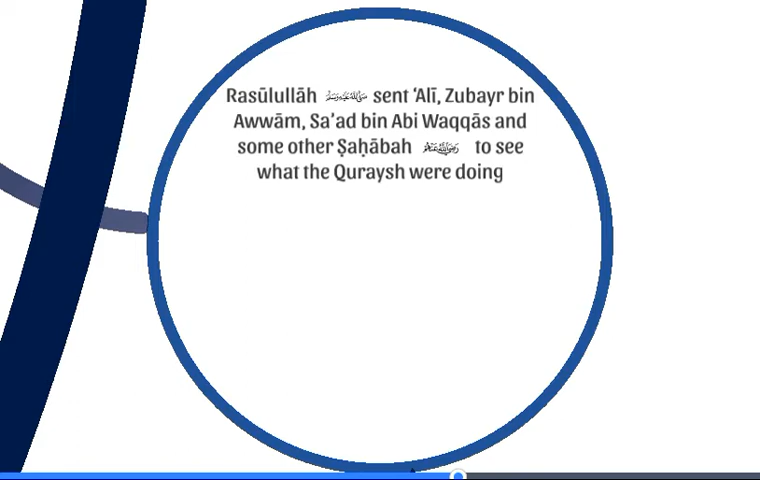 Rasūlullāh ﷺ sent ‘Alī, Zubayr bin
Awwām, Sa’ad bin Abi Waqqās and
some other Ṣaḥābah رضي الله عنهم to see
what the Quraysh were doing